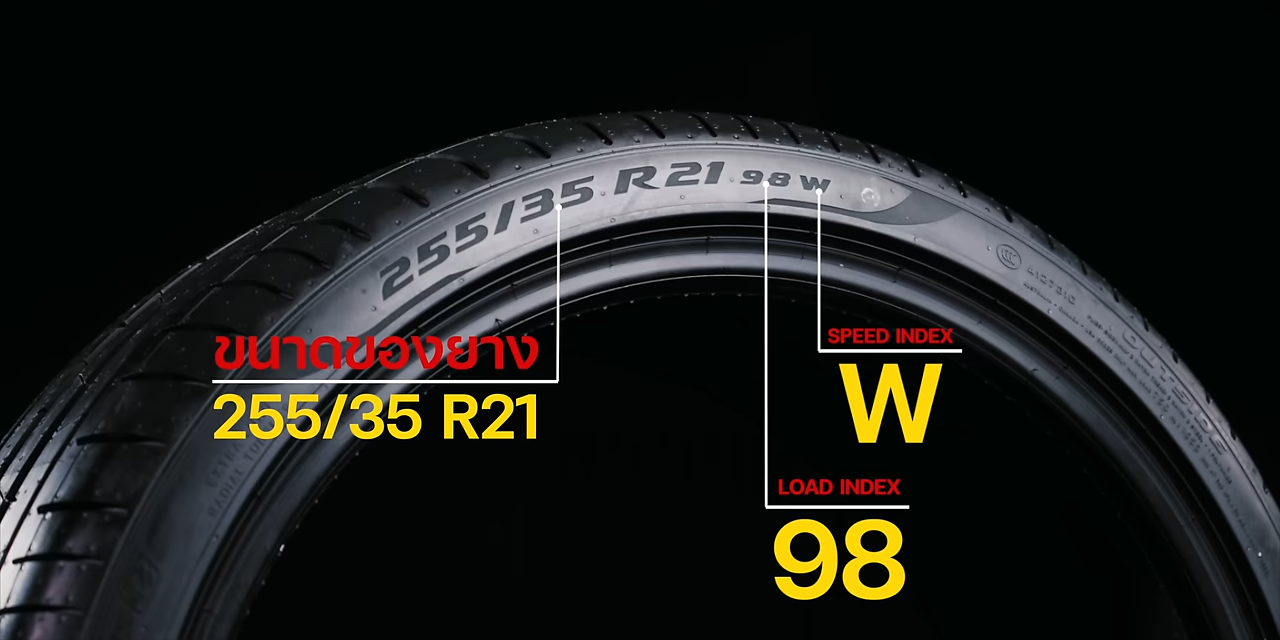 255/35 R21 98 W
ขนาดของยาง
255/35 R21
SPEED INDEX
W
LOAD INDEX
98
OUTSIDE